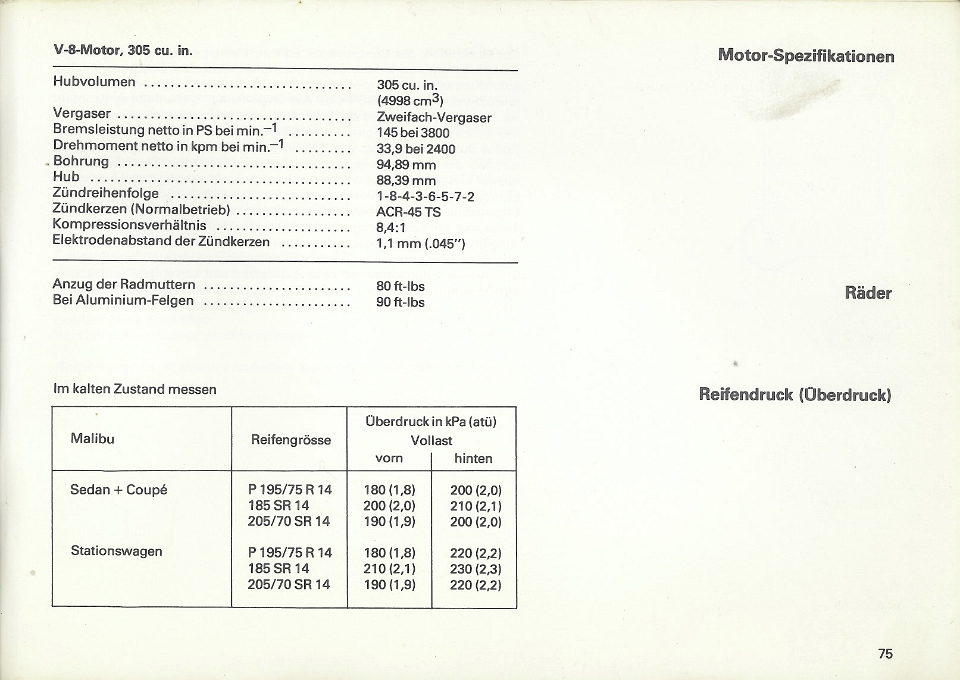 V-8-Motor, 305 cu. in.
Motor-Spezifikationen
Hubvolumen ............................... 305 cu. in.
(4998 cm³)
Vergaser ................................... Zweifach-Vergaser
Bremsleistung netto in PS bei min.⁻¹ .......... 145 bei 3800
Drehmoment netto in kpm bei min.⁻¹ ......... 33,9 bei 2400
Bohrung ................................... 94,89 mm
Hub ....................................... 88,39 mm
Zündreihenfolge ........................... 1-8-4-3-6-5-7-2
Zündkerzen (Normalbetrieb) .................. ACR-45 TS
Kompressionsverhältnis ..................... 8,4:1
Elektrodenabstand der Zündkerzen ........... 1,1 mm (.045″)
Anzug der Radmuttern ...................... 80 ft-lbs
Räder
Bei Aluminium-Felgen ...................... 90 ft-lbs
Im kalten Zustand messen
Reifendruck (Überdruck)
Überdruck in kPa (atü)
Malibu Reifengrösse Vollast
vorn hinten
Sedan + Coupé P 195/75 R 14 180 (1,8) 200 (2,0)
185 SR 14 200 (2,0) 210 (2,1)
205/70 SR 14 190 (1,9) 200 (2,0)
Stationswagen P 195/75 R 14 180 (1,8) 220 (2,2)
185 SR 14 210 (2,1) 230 (2,3)
205/70 SR 14 190 (1,9) 220 (2,2)
75